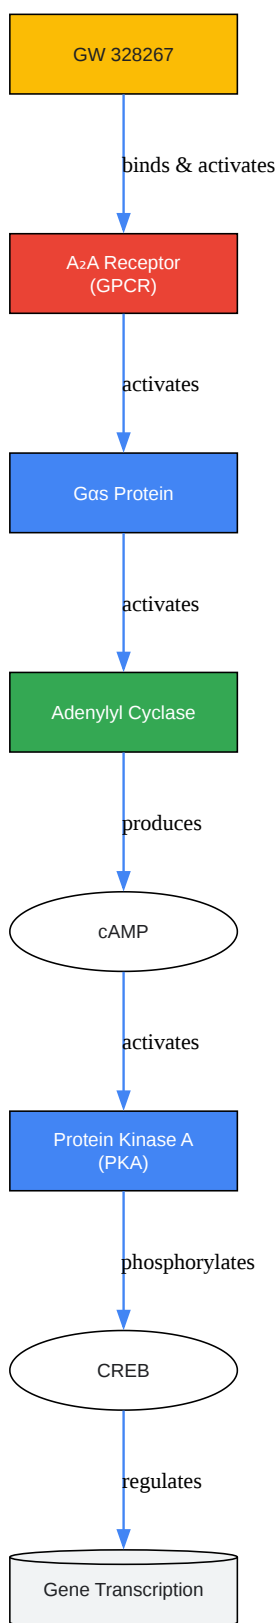 GW 328267
binds & activates
A₂A Receptor
(GPCR)
activates
Gαs Protein
activates
Adenylyl Cyclase
produces
cAMP
activates
Protein Kinase A
(PKA)
phosphorylates
CREB
regulates
Gene Transcription